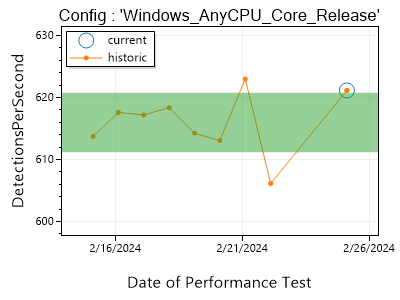 Config : 'Windows_AnyCPU_Core_Release'
current
historic
DetectionsPerSecond
630
620
610
600
2/16/2024
2/21/2024
2/26/2024
Date of Performance Test